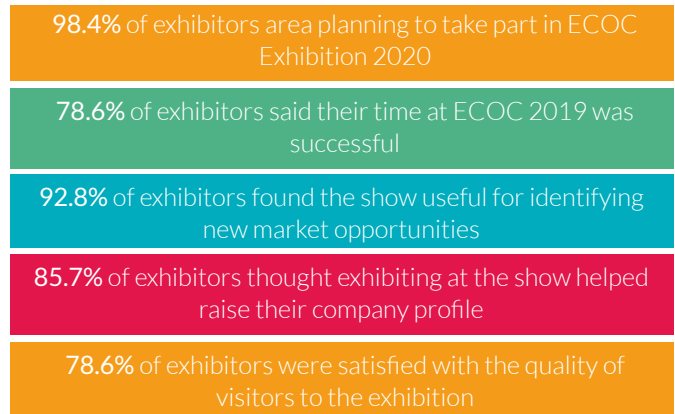 98.4% of exhibitors area planning to take part in ECOC
Exhibition 2020
78.6% of exhibitors said their time at ECOC 2019 was
successful
92.8% of exhibitors found the show useful for identifying
new market opportunities
85.7% of exhibitors thought exhibiting at the show helped
raise their company profile
78.6% of exhibitors were satisfied with the quality of
visitors to the exhibition